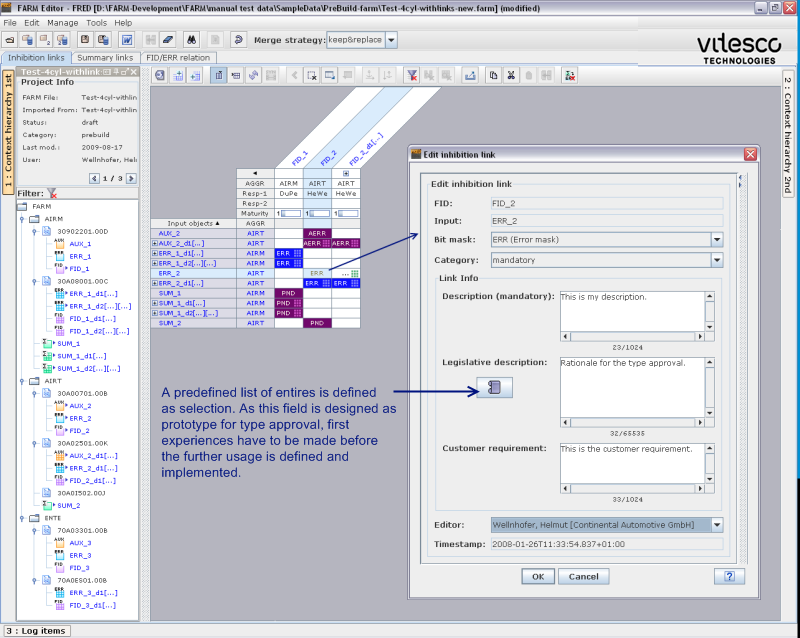 FARM Editor - FRED [D:\FARM-Development/FARM\manual test data\SampleData\PreBuild-farm\Test-4cyl-withlinks-new.farm] (modified)
File Edit View Search Merge Tools Help
Merge strategy: keep&replace
vitesco
TECHNOLOGIES
Inhibition links Summary links FID/ERR relation
1 : Context hierarchy 1st
2 : Context hierarchy 2nd
Test-4cyl-withlink
Project Info
FARM File: Test-4cyl-withlin
Imported From: Test-4cyl-withlin
Status: draft
Category: prebuild
Last mod.: 2009-08-17
User: Wellnhofer, Hel
1 / 3
Filter:
FARM
AIRM
30902201.00D
AUX_1
ERR_1
FID_1
30A08001.00C
ERR_1_d1[...]
ERR_1_d2[...][...]
FID_1_d1[...]
FID_1_d2[...][...]
SUM_1
SUM_1_d1[...]
SUM_1_d2[...][...]
AIRT
30A00701.00B
AUX_2
ERR_2
FID_2
30A02501.00K
AUX_2_d1[...]
ERR_2_d1[...]
FID_2_d1[...]
30A0I502.00J
SUM_2
ENTE
70A03301.00B
AUX_3
ERR_3
FID_3
70A0ES01.00B
ERR_3_d1[...]
FID_3_d1[...]
FID_1 FID_2 FID_2_d1[...]
AGGR AIRM AIRT AIRT
Resp-1 DuPe HeWe HeWe
Resp-2
Maturity 1 1 1
Input objects ▲ AGGR
AUX_2 AIRT AERR
AUX_2_d1[...] AIRT AERR AERR
ERR_1_d1[...] AIRM ERR
ERR_1_d2[...][...] AIRM ERR
ERR_2 AIRT ERR ...
ERR_2_d1[...] AIRT ERR ERR
SUM_1 AIRM PND
SUM_1_d1[...] AIRM PND
SUM_1_d2[...][...] AIRM PND
SUM_2 AIRT PND
A predefined list of entires is defined
as selection. As this field is designed as
prototype for type approval, first
experiences have to be made before
the further usage is defined and
implemented.
Edit inhibition link
Edit inhibition link
FID: FID_2
Input: ERR_2
Bit mask: ERR (Error mask)
Category: mandatory
Link Info
Description (mandatory): This is my description.
23/1024
Legislative description: Rationale for the type approval.
32/65535
Customer requirement: This is the customer requirement.
33/1024
Editor: Wellnhofer, Helmut [Continental Automotive GmbH]
Timestamp: 2008-01-26T11:33:54.837+01:00
OK Cancel ?
3 : Log items